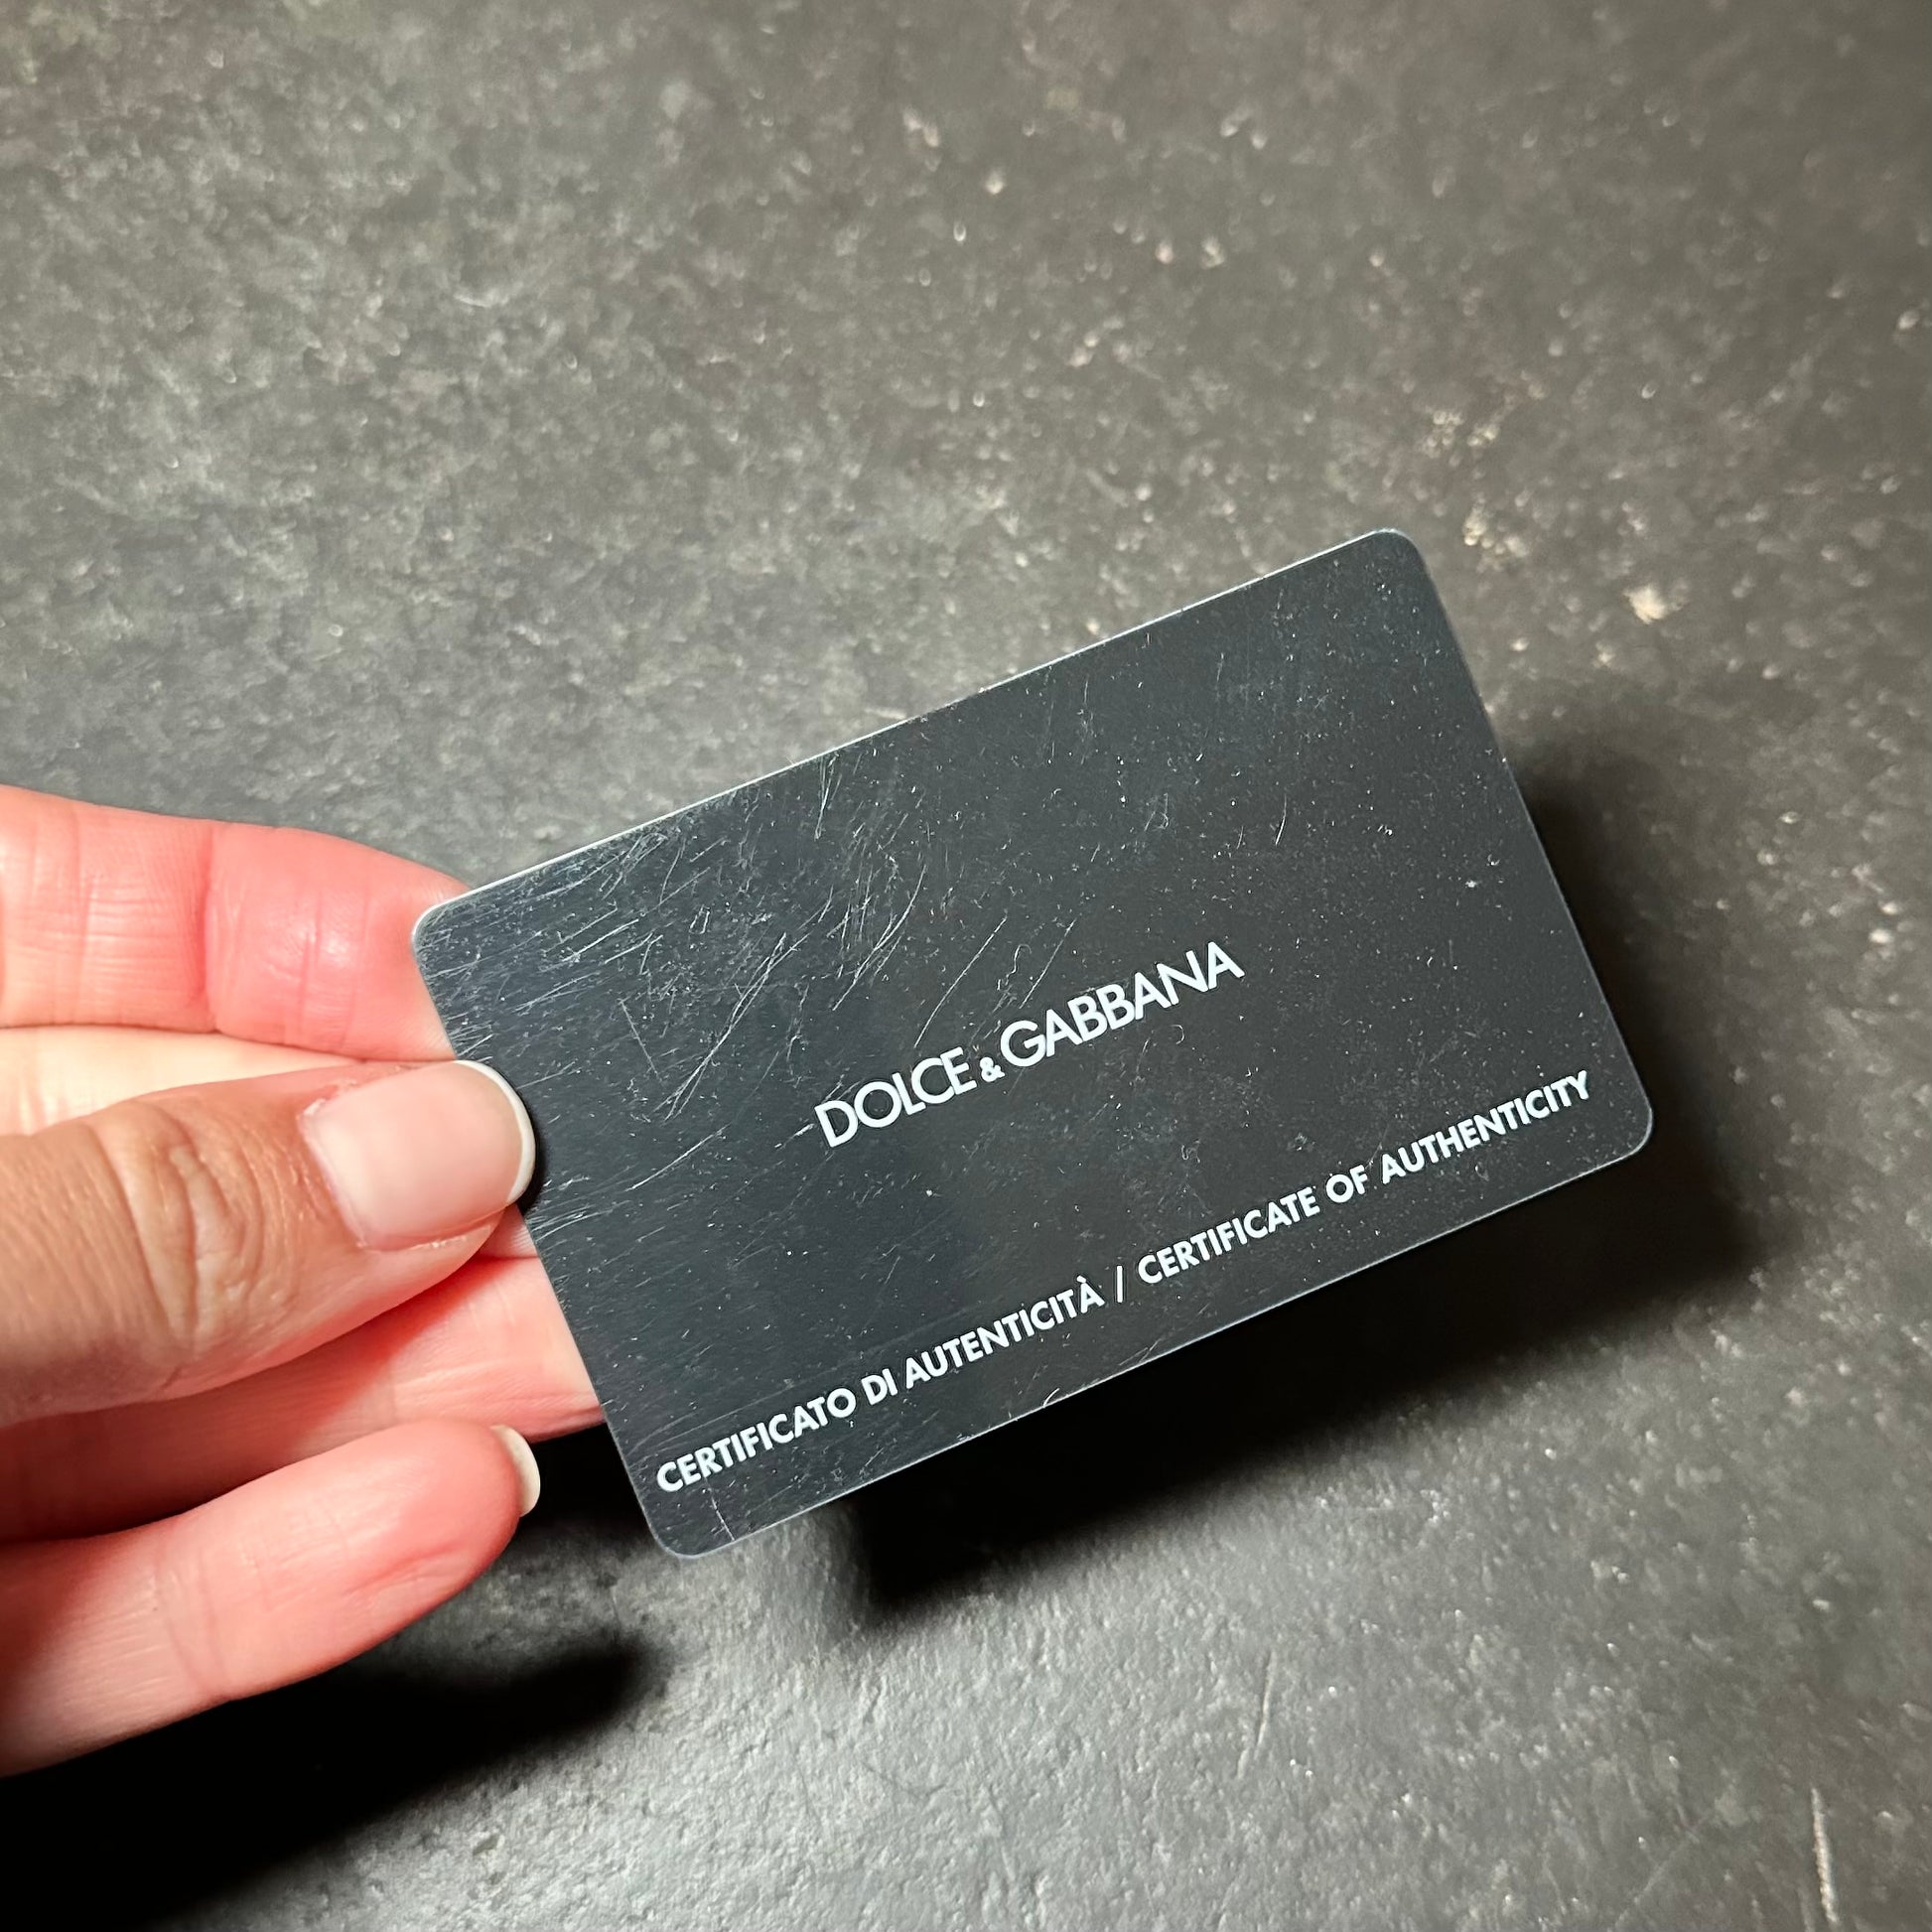 DOLCE & GABBANA
CERTIFICATO DI AUTENTICITÀ / CERTIFICATE OF AUTHENTICITY